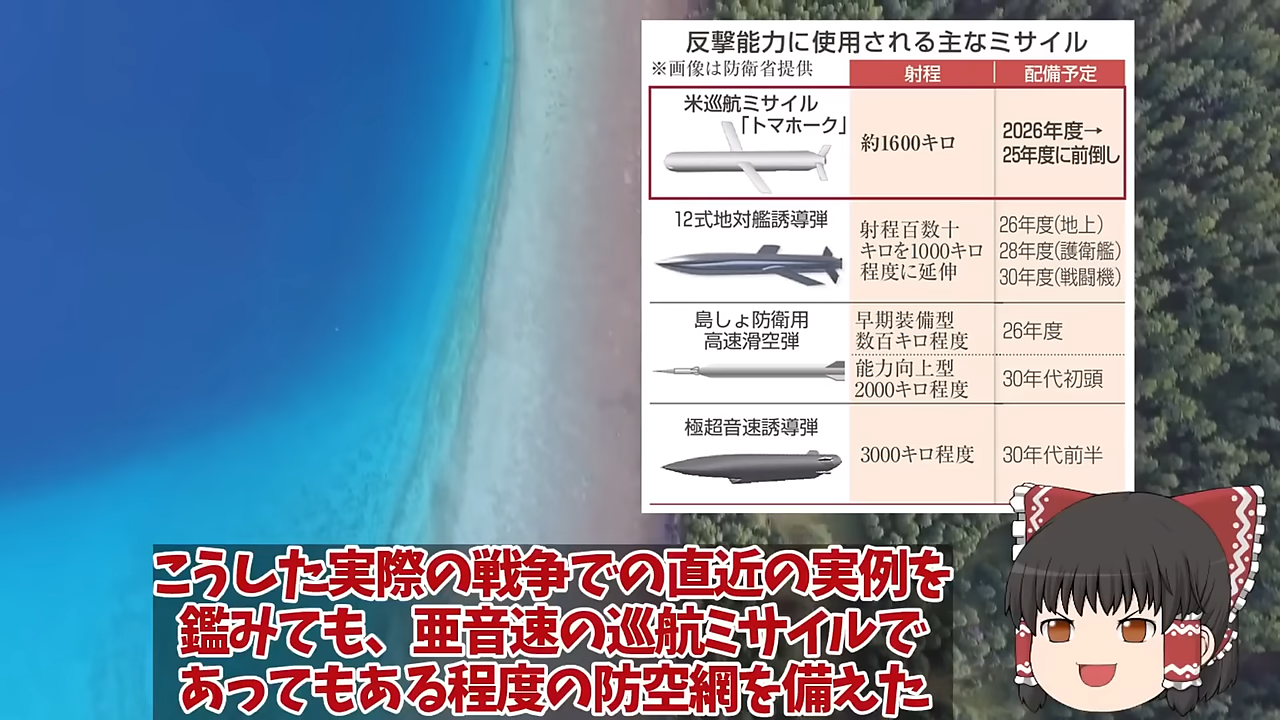 反撃能力に使用される主なミサイル
※画像は防衛省提供
射程
配備予定
米巡航ミサイル
「トマホーク」
約1600キロ
2026年度→
25年度に前倒し
12式地対艦誘導弾
射程百数十
キロを1000キロ
程度に延伸
26年度(地上)
28年度(護衛艦)
30年度(戦闘機)
島しょ防衛用
高速滑空弾
早期装備型
数百キロ程度
26年度
能力向上型
2000キロ程度
30年代初頭
極超音速誘導弾
3000キロ程度
30年代前半
こうした実際の戦争での直近の実例を
鑑みても、亜音速の巡航ミサイルで
あってもある程度の防空網を備えた